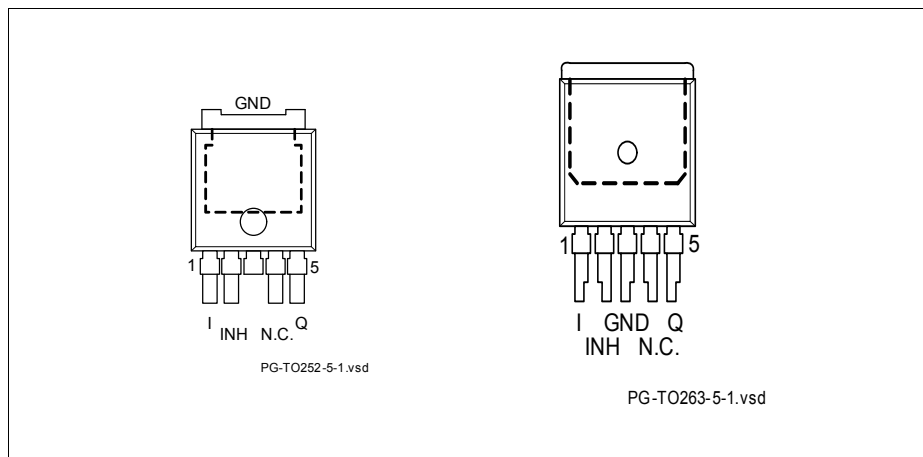 GND
1 5
I Q
INH N.C.
PG-TO252-5-1.vsd
1 5
I GND Q
INH N.C.
PG-TO263-5-1.vsd